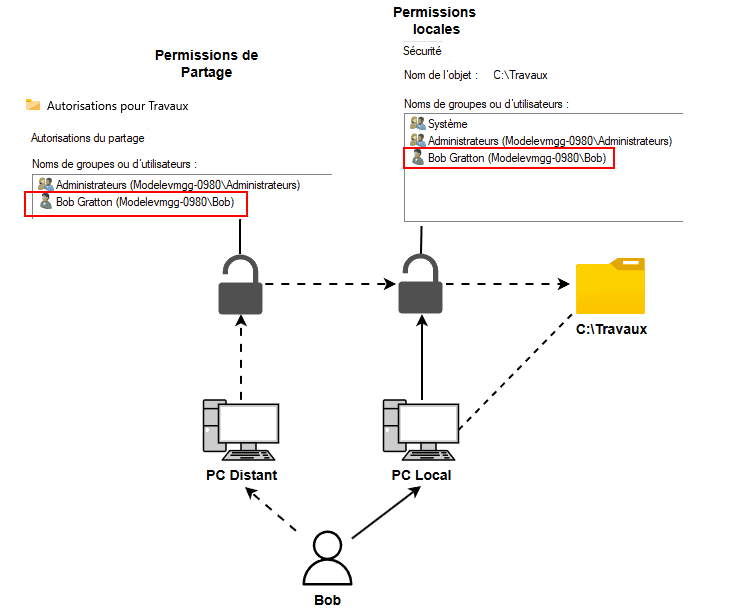 Permissions de
Partage
Autorisations pour Travaux
Autorisations du partage
Noms de groupes ou d'utilisateurs :
Administrateurs (Modelevmgg-0980\Administrateurs)
Bob Gratton (Modelevmgg-0980\Bob)
Permissions
locales
Sécurité
Nom de l'objet : C:\Travaux
Noms de groupes ou d'utilisateurs :
Système
Administrateurs (Modelevmgg-0980\Administrateurs)
Bob Gratton (Modelevmgg-0980\Bob)
C:\Travaux
PC Distant
PC Local
Bob